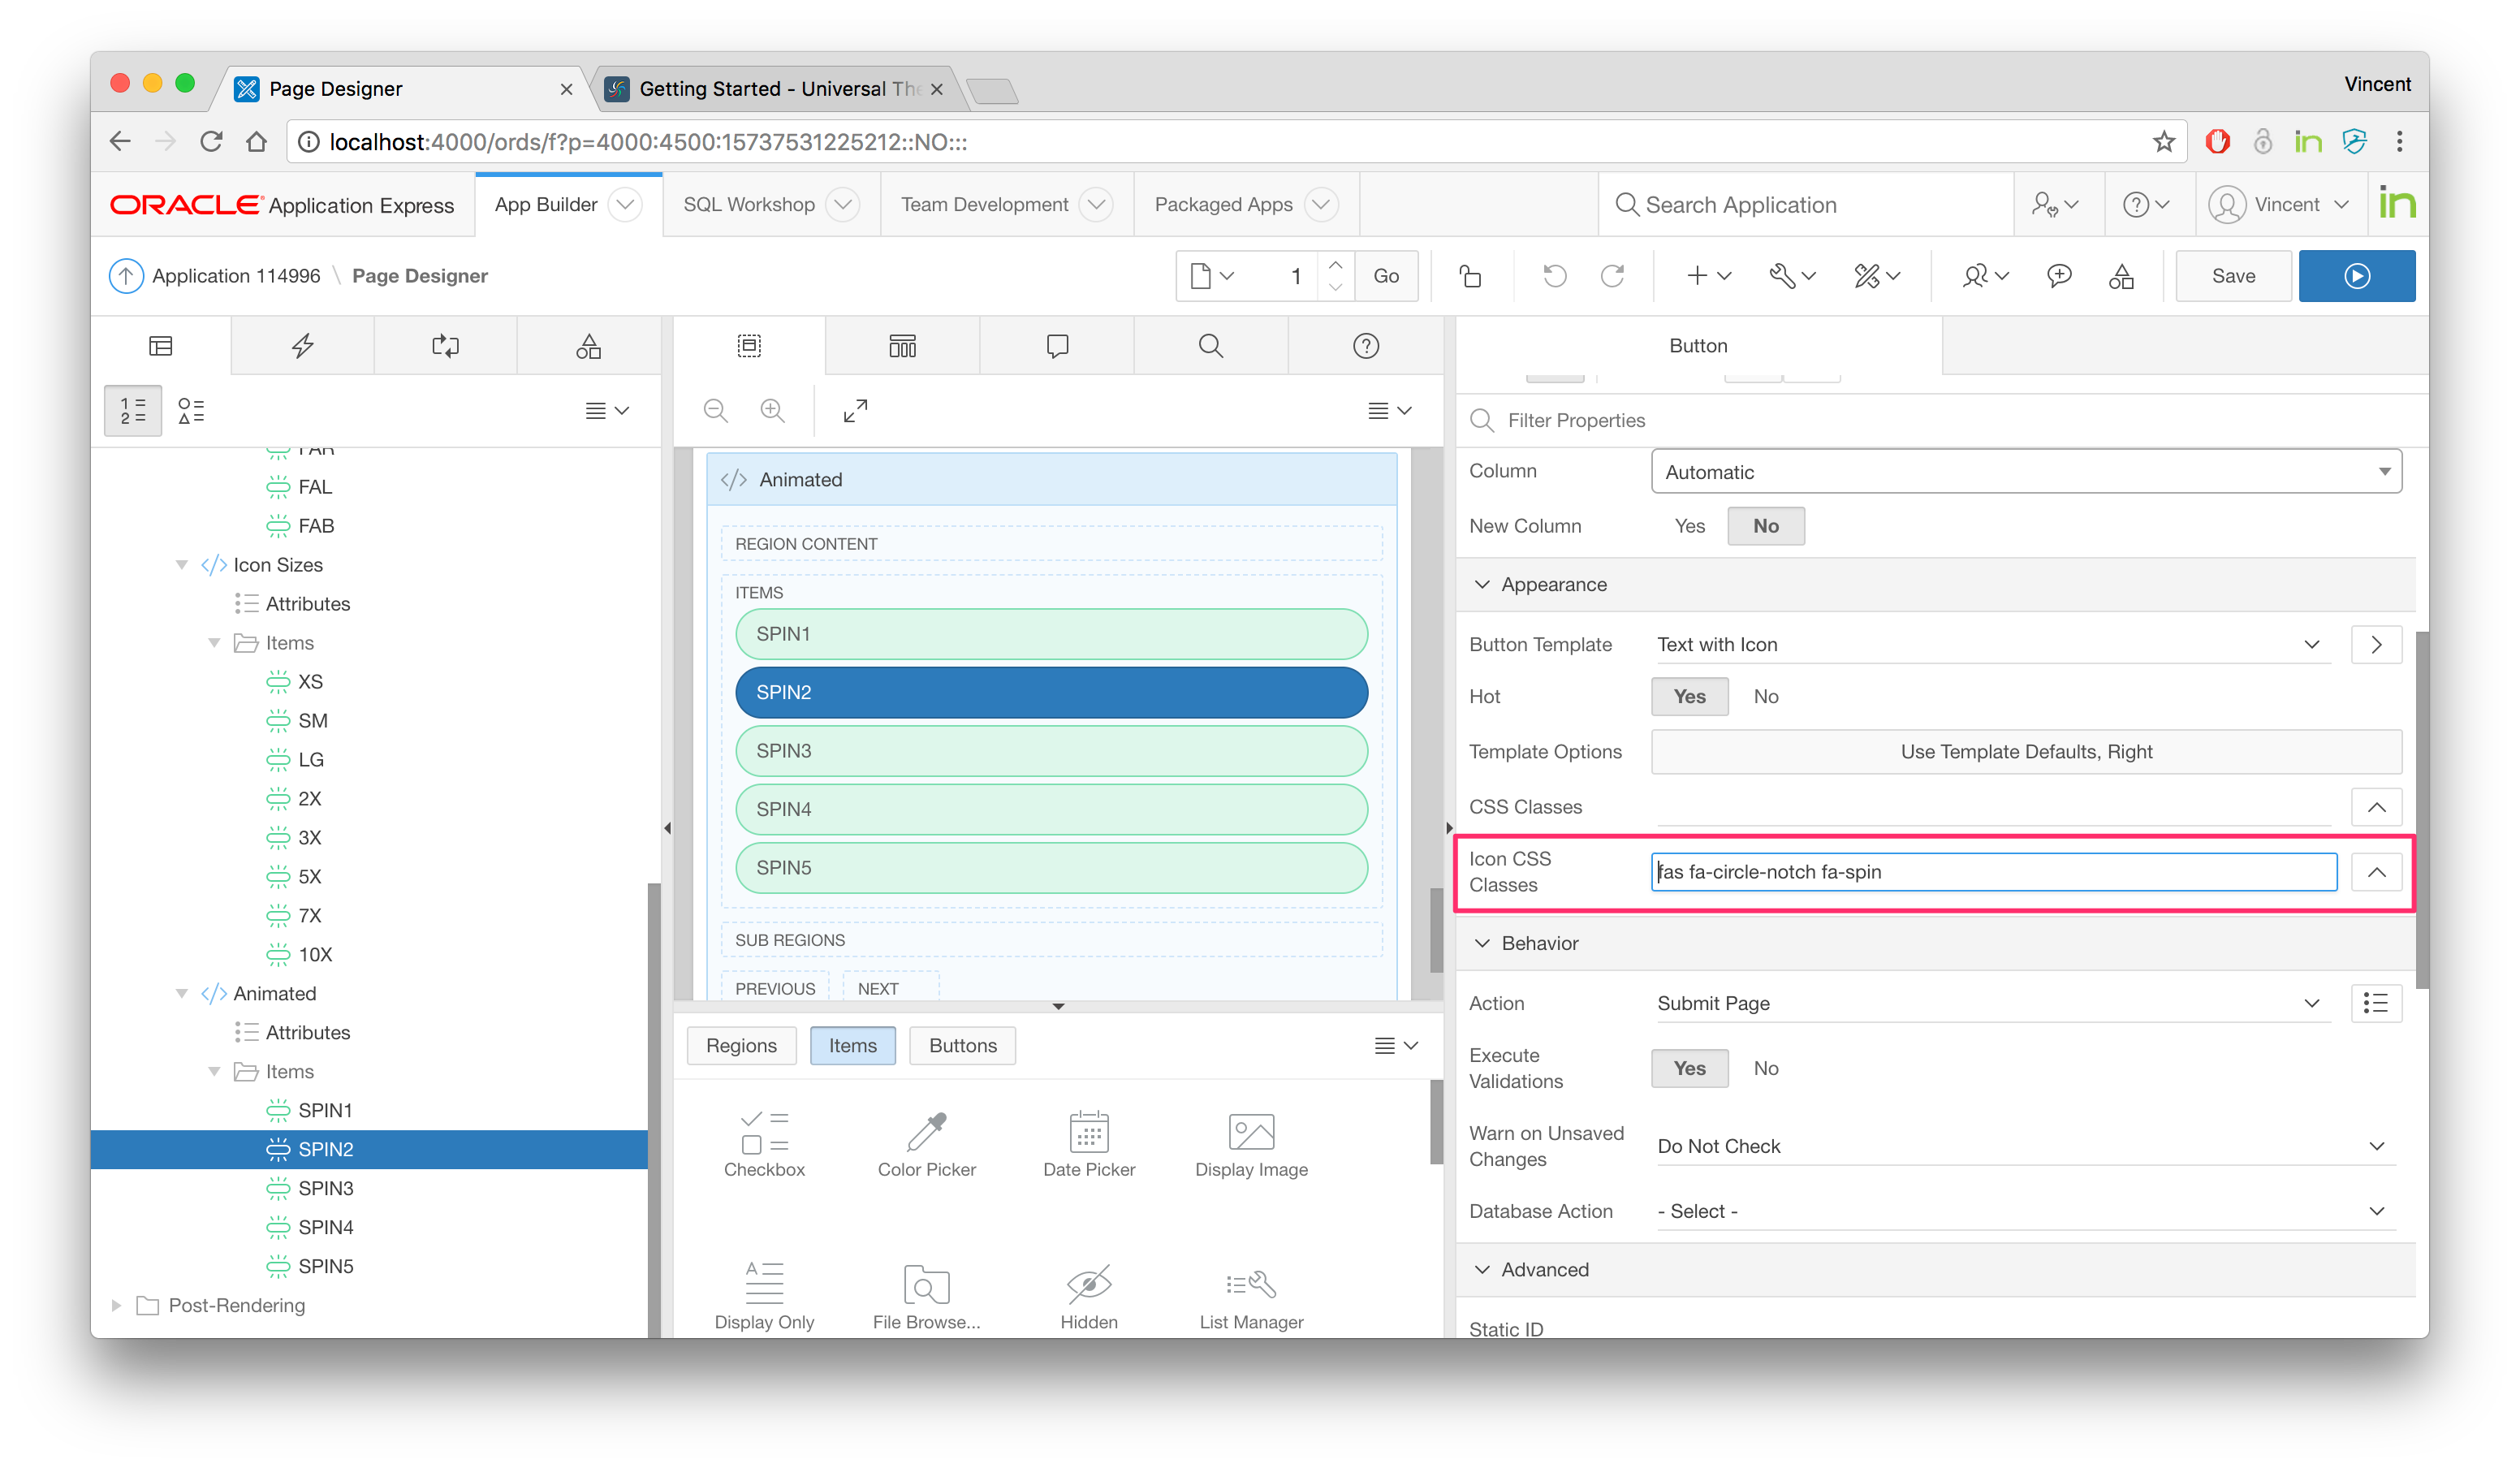 Vincent
Page Designer
Getting Started - Universal The
localhost:4000/ords/f?p=4000:4500:15737531225212::NO:::
in
ORACLE Application Express
App Builder
SQL Workshop
Team Development
Packaged Apps
Search Application
Vincent
in
Application 114996 \ Page Designer
1
Go
Save
Button
1
2
FAR
FAL
FAB
Icon Sizes
Attributes
Items
XS
SM
LG
2X
3X
5X
7X
10X
Animated
Attributes
Items
SPIN1
SPIN2
SPIN3
SPIN4
SPIN5
Post-Rendering
Animated
REGION CONTENT
ITEMS
SPIN1
SPIN2
SPIN3
SPIN4
SPIN5
SUB REGIONS
PREVIOUS
NEXT
Regions
Items
Buttons
Checkbox
Color Picker
Date Picker
Display Image
Display Only
File Browse...
Hidden
List Manager
Filter Properties
Column
Automatic
New Column
Yes
No
Appearance
Button Template
Text with Icon
Hot
Yes
No
Template Options
Use Template Defaults, Right
CSS Classes
Icon CSS
Classes
fas fa-circle-notch fa-spin
Behavior
Action
Submit Page
Execute
Validations
Yes
No
Warn on Unsaved
Changes
Do Not Check
Database Action
- Select -
Advanced
Static ID